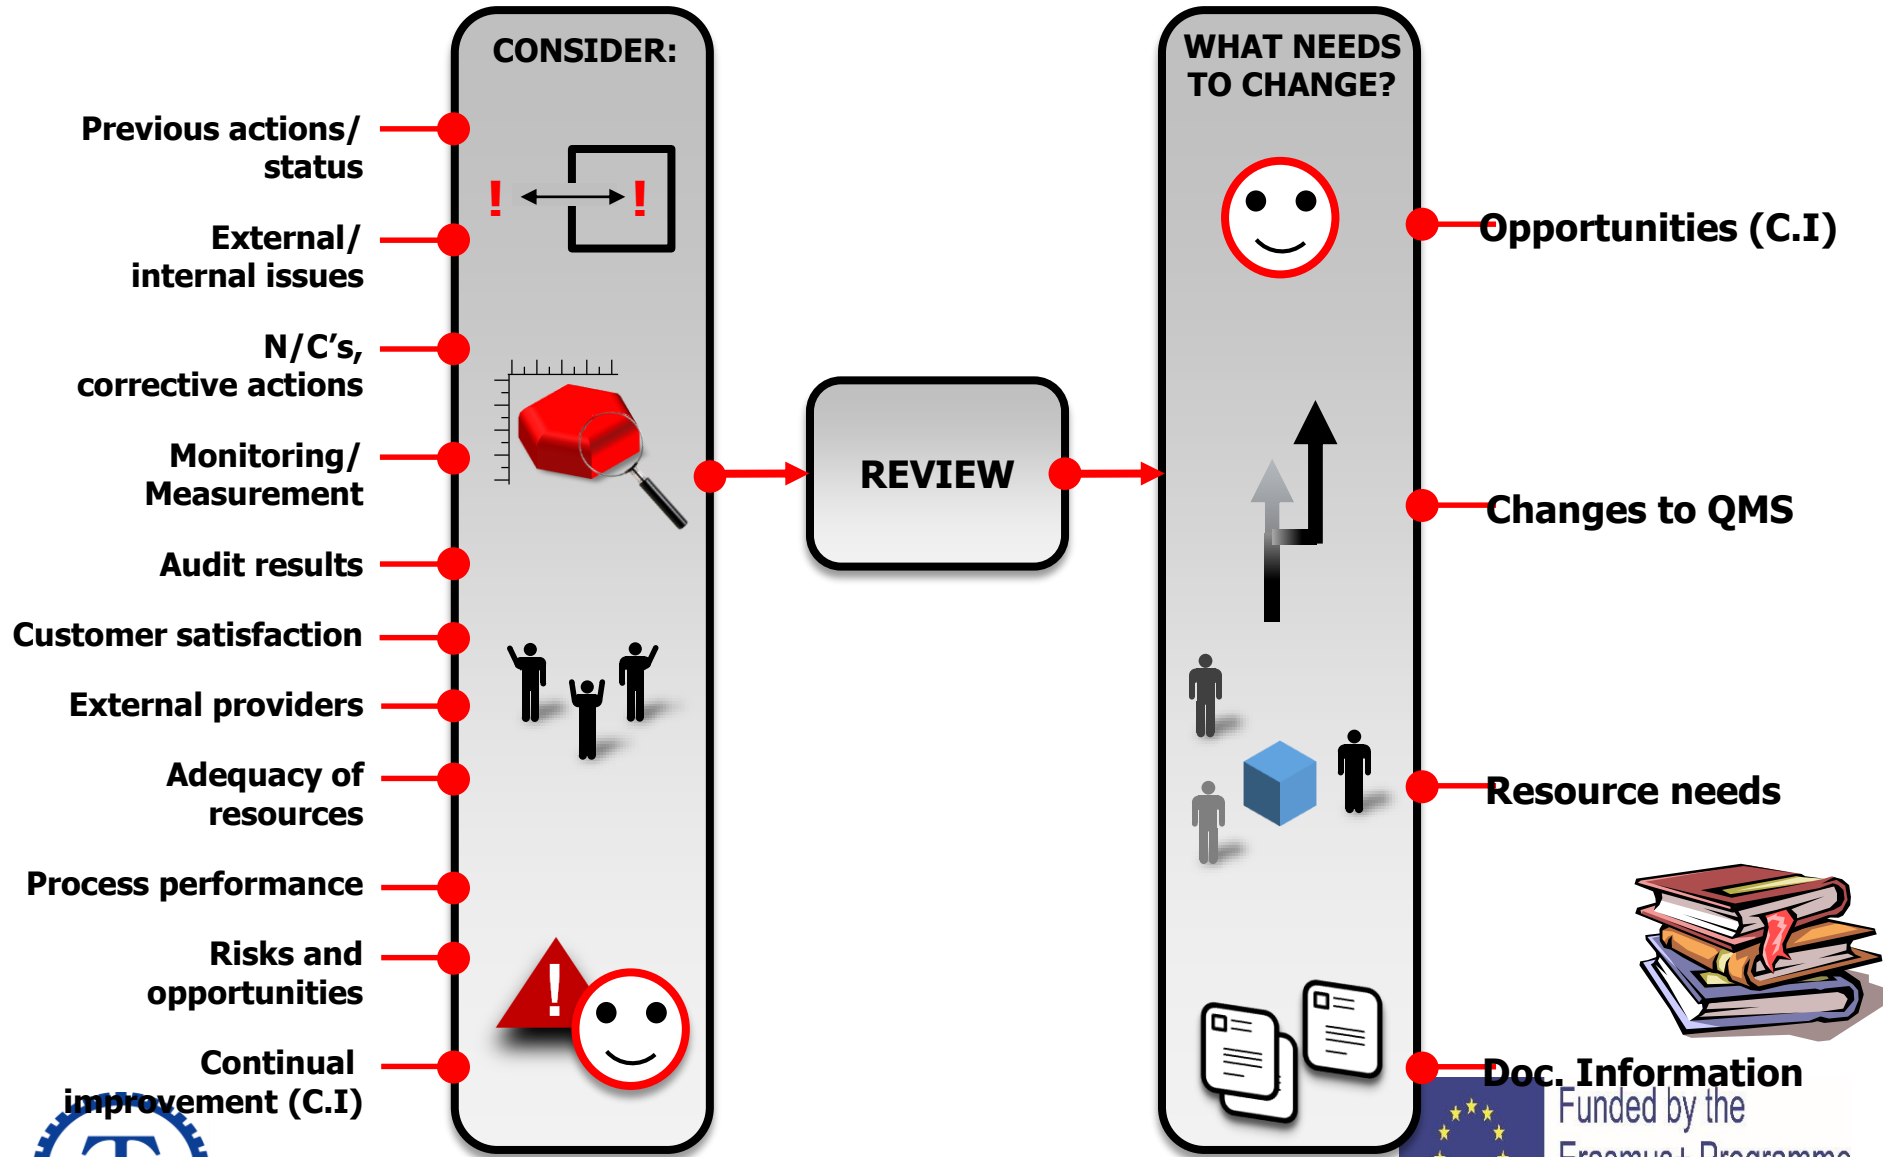 CONSIDER:
Previous actions/
status
External/
internal issues
N/C’s,
corrective actions
Monitoring/
Measurement
Audit results
Customer satisfaction
External providers
Adequacy of
resources
Process performance
Risks and
opportunities
Continual
improvement (C.I)
! !
!
REVIEW
WHAT NEEDS
TO CHANGE?
Opportunities (C.I)
Changes to QMS
Resource needs
Doc. Information
T
Funded by the
Erasmus+ Programme